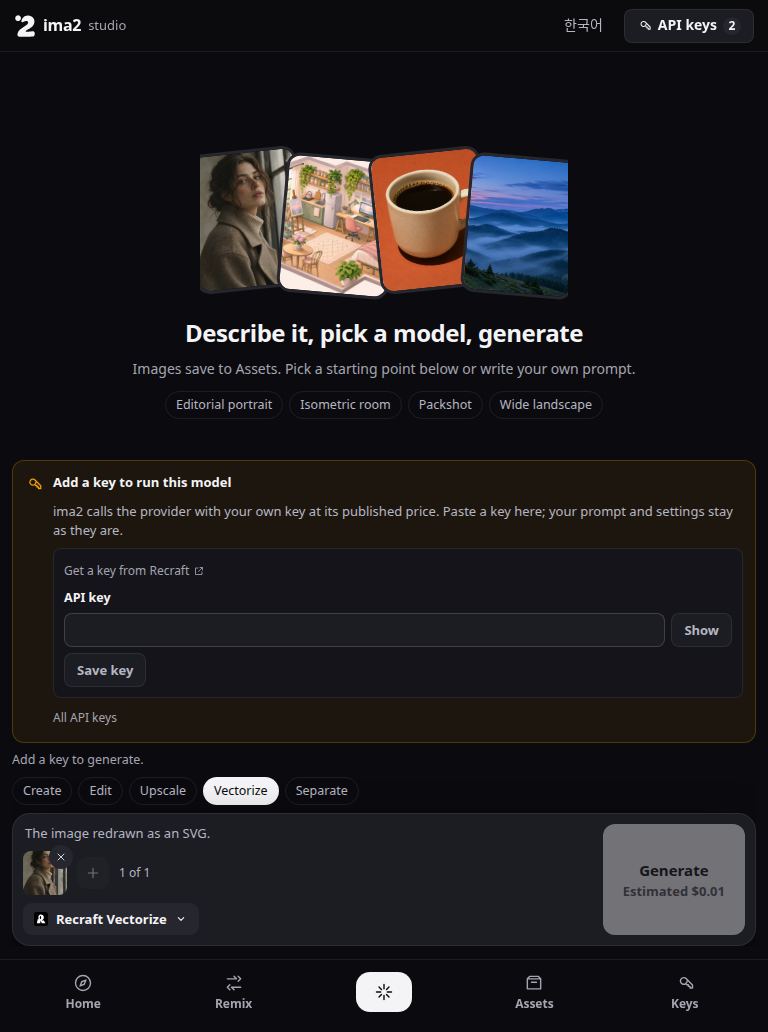 ima2 studio
한국어
API keys 2
Describe it, pick a model, generate
Images save to Assets. Pick a starting point below or write your own prompt.
Editorial portrait
Isometric room
Packshot
Wide landscape
Add a key to run this model
ima2 calls the provider with your own key at its published price. Paste a key here; your prompt and settings stay
as they are.
Get a key from Recraft
API key
Show
Save key
All API keys
Add a key to generate.
Create
Edit
Upscale
Vectorize
Separate
The image redrawn as an SVG.
1 of 1
Recraft Vectorize
Generate
Estimated $0.01
Home
Remix
Assets
Keys